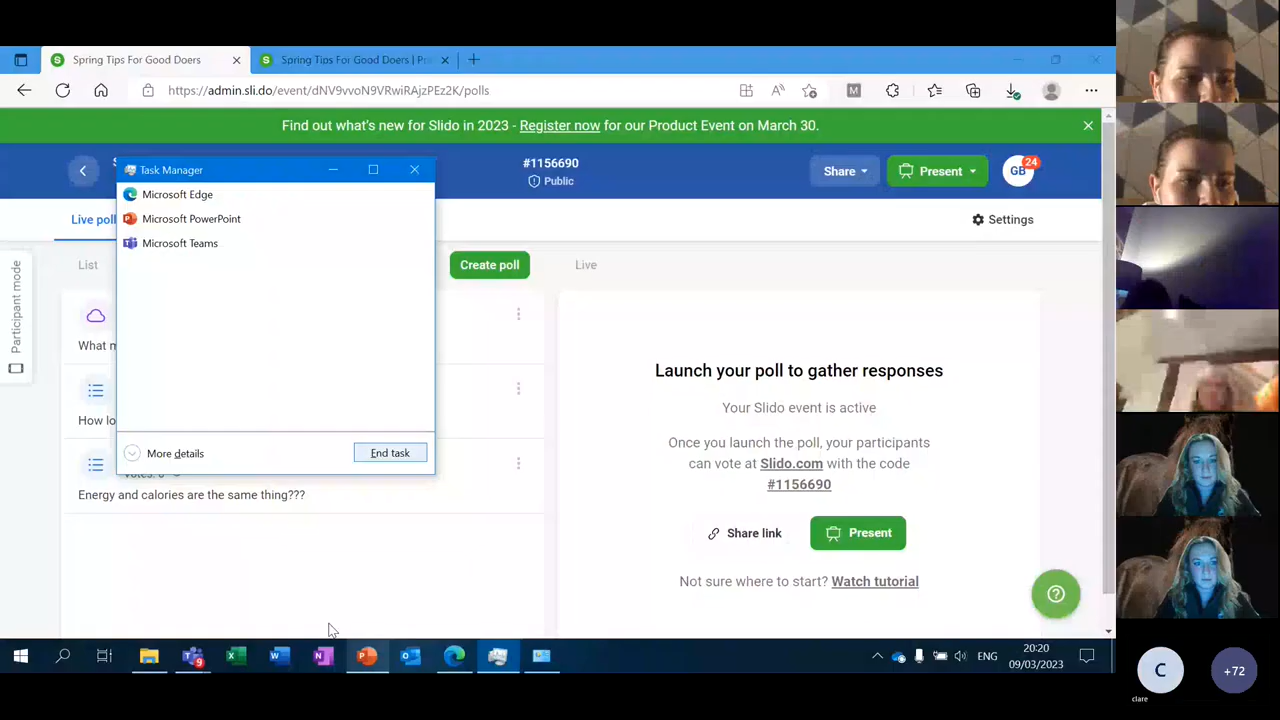 Spring Tips For Good Doers
Spring Tips For Good Doers | Pr
https://admin.sli.do/event/dNV9vvoN9VRwiRAjzPEz2K/polls
Find out what's new for Slido in 2023 - Register now for our Product Event on March 30.
Task Manager
#1156690
Public
Share
Present
GB
24
Microsoft Edge
Microsoft PowerPoint
Microsoft Teams
Live poll
Settings
List
Create poll
Live
Participant mode
What m
How lo
More details
End task
Energy and calories are the same thing???
Launch your poll to gather responses
Your Slido event is active
Once you launch the poll, your participants
can vote at Slido.com with the code
#1156690
Share link
Present
Not sure where to start? Watch tutorial
9
ENG
20:20
09/03/2023
C
clare
+72